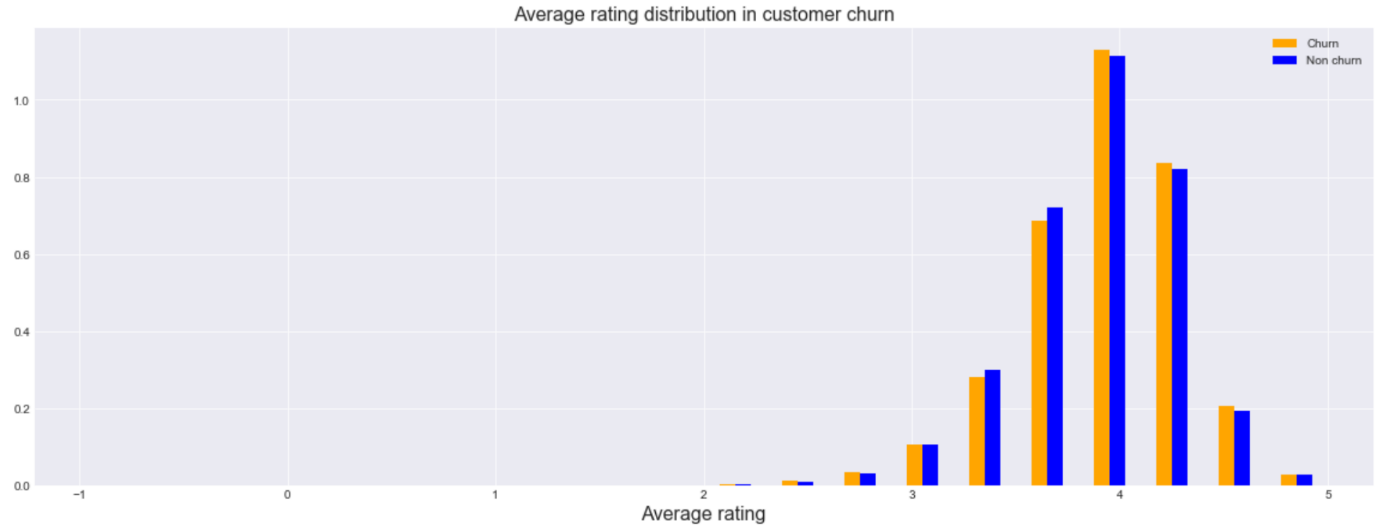 Average rating distribution in customer churn
Churn
Non churn
1.0
0.8
0.6
0.4
0.2
0.0
−1 0 1 2 3 4 5
Average rating